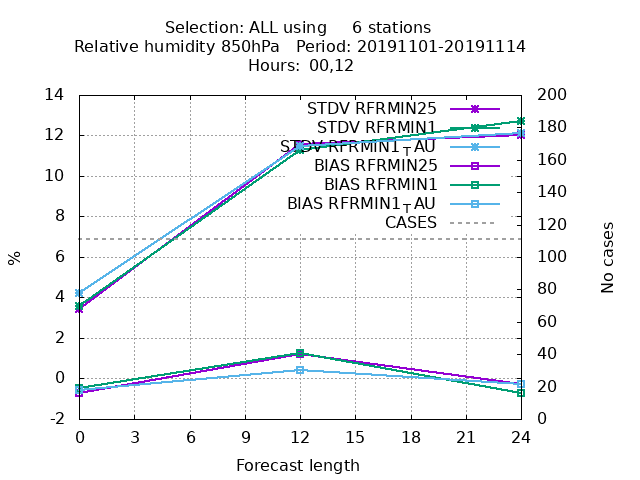 Selection: ALL using 6 stations
Relative humidity 850hPa Period: 20191101-20191114
Hours: 00,12
14
12
10
8
6
4
2
0
-2
%
STDV RFRMIN25
STDV RFRMIN1
STDV RFRMIN1_T AU
BIAS RFRMIN25
BIAS RFRMIN1
BIAS RFRMIN1_T AU
CASES
200
180
160
140
120
100
80
60
40
20
0
No cases
0 3 6 9 12 15 18 21 24
Forecast length